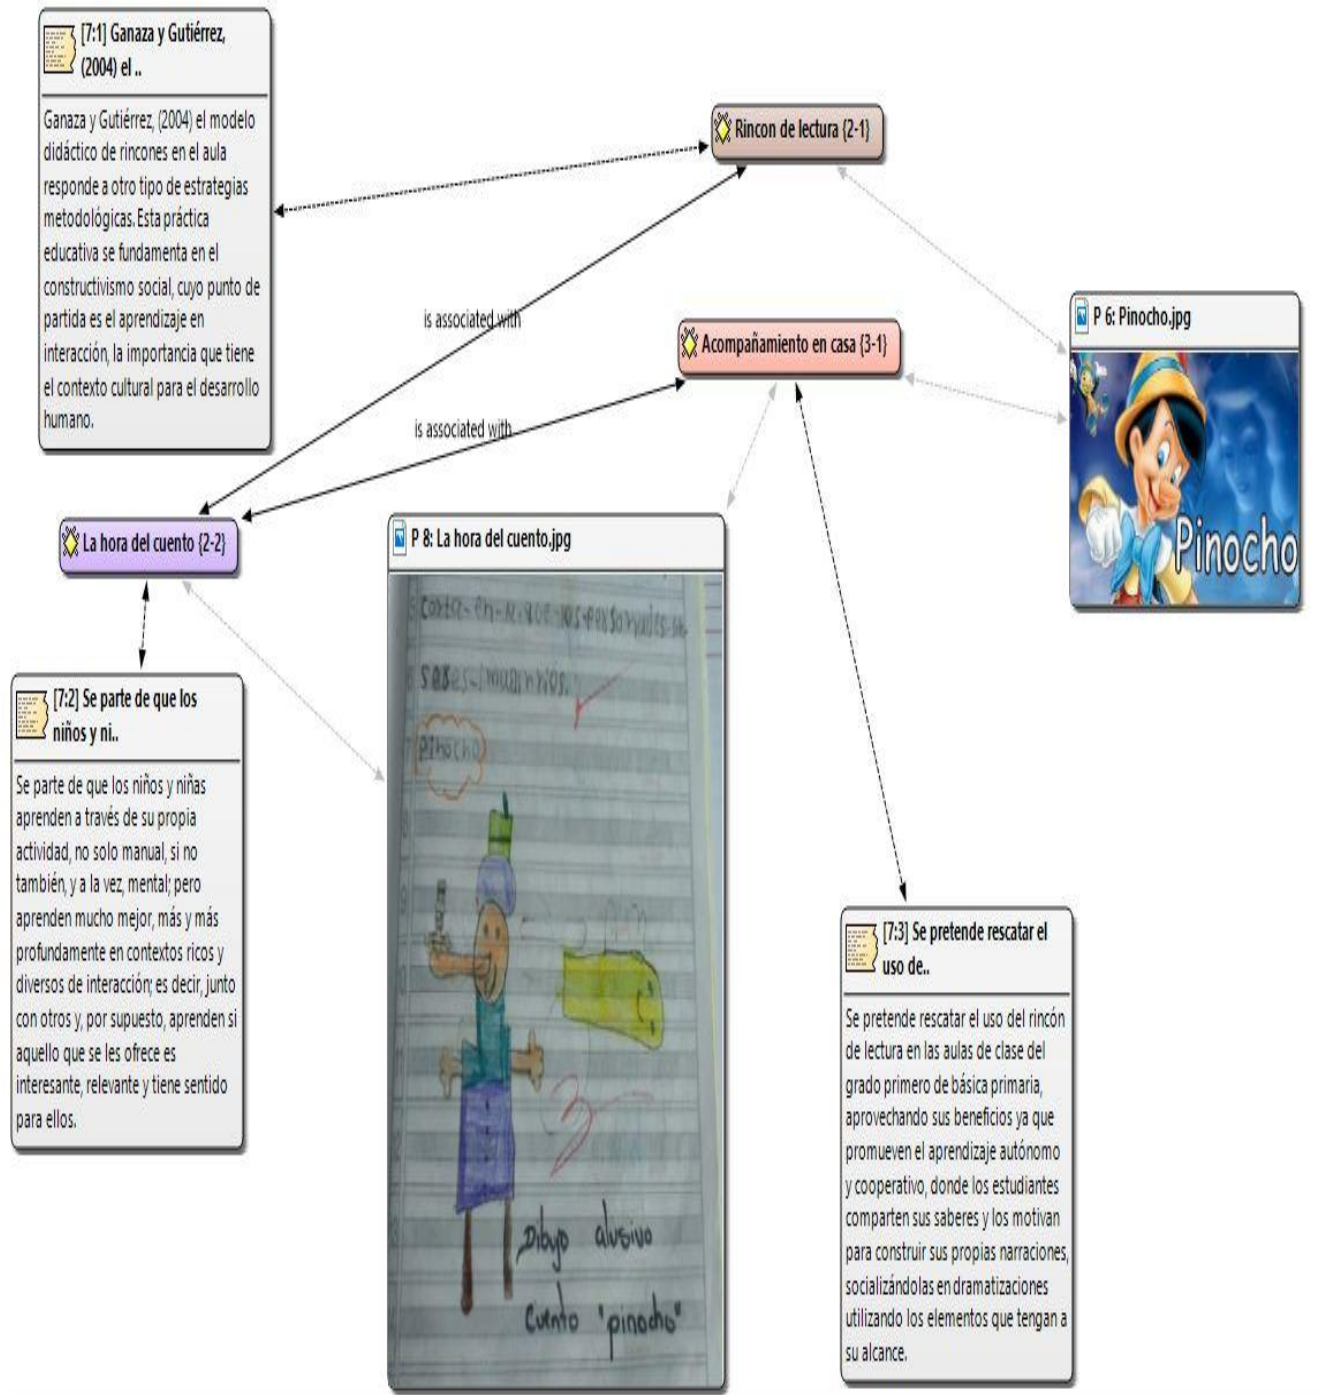 [7:1] Ganaza y Gutiérrez,
(2004) el ..
Ganaza y Gutiérrez, (2004) el modelo
didáctico de rincones en el aula
responde a otro tipo de estrategias
metodológicas. Esta práctica
educativa se fundamenta en el
constructivismo social, cuyo punto de
partida es el aprendizaje en
interacción, la importancia que tiene
el contexto cultural para el desarrollo
humano.
Rincon de lectura {2-1}
is associated with
Acompañamiento en casa {3-1}
is associated with
P 6: Pinocho.jpg
Pinocho
La hora del cuento {2-2}
[7:2] Se parte de que los
niños y ni..
Se parte de que los niños y niñas
aprenden a través de su propia
actividad, no solo manual, si no
también, y a la vez, mental; pero
aprenden mucho mejor, más y más
profundamente en contextos ricos y
diversos de interacción; es decir, junto
con otros y, por supuesto, aprenden si
aquello que se les ofrece es
interesante, relevante y tiene sentido
para ellos.
P 8: La hora del cuento.jpg
pinocho
Dibujo alusivo
Cuento "pinocho"
[7:3] Se pretende rescatar el
uso de..
Se pretende rescatar el uso del rincón
de lectura en las aulas de clase del
grado primero de básica primaria,
aprovechando sus beneficios ya que
promueven el aprendizaje autónomo
y cooperativo, donde los estudiantes
comparten sus saberes y los motivan
para construir sus propias narraciones,
socializándolas en dramatizaciones
utilizando los elementos que tengan a
su alcance.